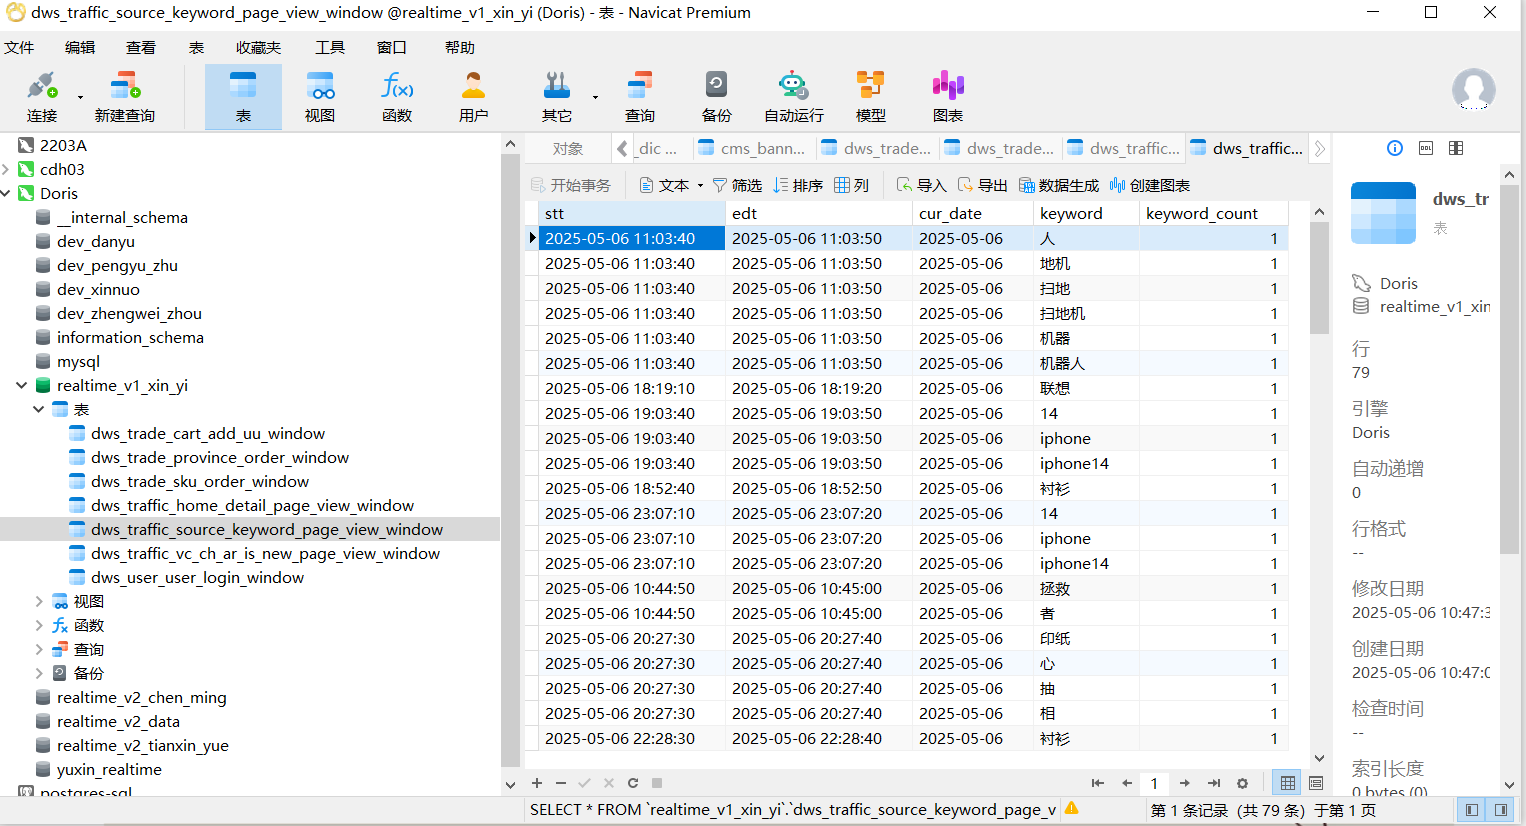 dws_traffic_source_keyword_page_view_window @realtime_v1_xin_yi (Doris) - 表 - Navicat Premium
文件 编辑 查看 表 收藏夹 工具 窗口 帮助
连接 新建查询 表 视图 函数 用户 其它 查询 备份 自动运行 模型 图表
2203A
cdh03
Doris
__internal_schema
dev_danyu
dev_pengyu_zhu
dev_xinnuo
dev_zhengwei_zhou
information_schema
mysql
realtime_v1_xin_yi
表
dws_trade_cart_add_uu_window
dws_trade_province_order_window
dws_trade_sku_order_window
dws_traffic_home_detail_page_view_window
dws_traffic_source_keyword_page_view_window
dws_traffic_vc_ch_ar_is_new_page_view_window
dws_user_user_login_window
视图
函数
查询
备份
realtime_v2_chen_ming
realtime_v2_data
realtime_v2_tianxin_yue
yuxin_realtime
postgres-sql
对象 _dic ... cms_bann... dws_trade... dws_trade... dws_traffic... dws_traffic...
开始事务 文本 筛选 排序 列 导入 导出 数据生成 创建图表
stt edt cur_date keyword keyword_count
2025-05-06 11:03:40 2025-05-06 11:03:50 2025-05-06 人 1
2025-05-06 11:03:40 2025-05-06 11:03:50 2025-05-06 地机 1
2025-05-06 11:03:40 2025-05-06 11:03:50 2025-05-06 扫地 1
2025-05-06 11:03:40 2025-05-06 11:03:50 2025-05-06 扫地机 1
2025-05-06 11:03:40 2025-05-06 11:03:50 2025-05-06 机器 1
2025-05-06 11:03:40 2025-05-06 11:03:50 2025-05-06 机器人 1
2025-05-06 18:19:10 2025-05-06 18:19:20 2025-05-06 联想 1
2025-05-06 19:03:40 2025-05-06 19:03:50 2025-05-06 14 1
2025-05-06 19:03:40 2025-05-06 19:03:50 2025-05-06 iphone 1
2025-05-06 19:03:40 2025-05-06 19:03:50 2025-05-06 iphone14 1
2025-05-06 18:52:40 2025-05-06 18:52:50 2025-05-06 衬衫 1
2025-05-06 23:07:10 2025-05-06 23:07:20 2025-05-06 14 1
2025-05-06 23:07:10 2025-05-06 23:07:20 2025-05-06 iphone 1
2025-05-06 23:07:10 2025-05-06 23:07:20 2025-05-06 iphone14 1
2025-05-06 10:44:50 2025-05-06 10:45:00 2025-05-06 拯救 1
2025-05-06 10:44:50 2025-05-06 10:45:00 2025-05-06 者 1
2025-05-06 20:27:30 2025-05-06 20:27:40 2025-05-06 印纸 1
2025-05-06 20:27:30 2025-05-06 20:27:40 2025-05-06 心 1
2025-05-06 20:27:30 2025-05-06 20:27:40 2025-05-06 抽 1
2025-05-06 20:27:30 2025-05-06 20:27:40 2025-05-06 相 1
2025-05-06 22:28:30 2025-05-06 22:28:40 2025-05-06 衬衫 1
1
SELECT * FROM `realtime_v1_xin_yi`.`dws_traffic_source_keyword_page_v
第 1 条记录 (共 79 条) 于第 1 页
DDL
dws_tr
表
Doris
realtime_v1_xin
行
79
引擎
Doris
自动递增
0
行格式
--
修改日期
2025-05-06 10:47:3
创建日期
2025-05-06 10:47:0
检查时间
--
索引长度
0 bytes (0)